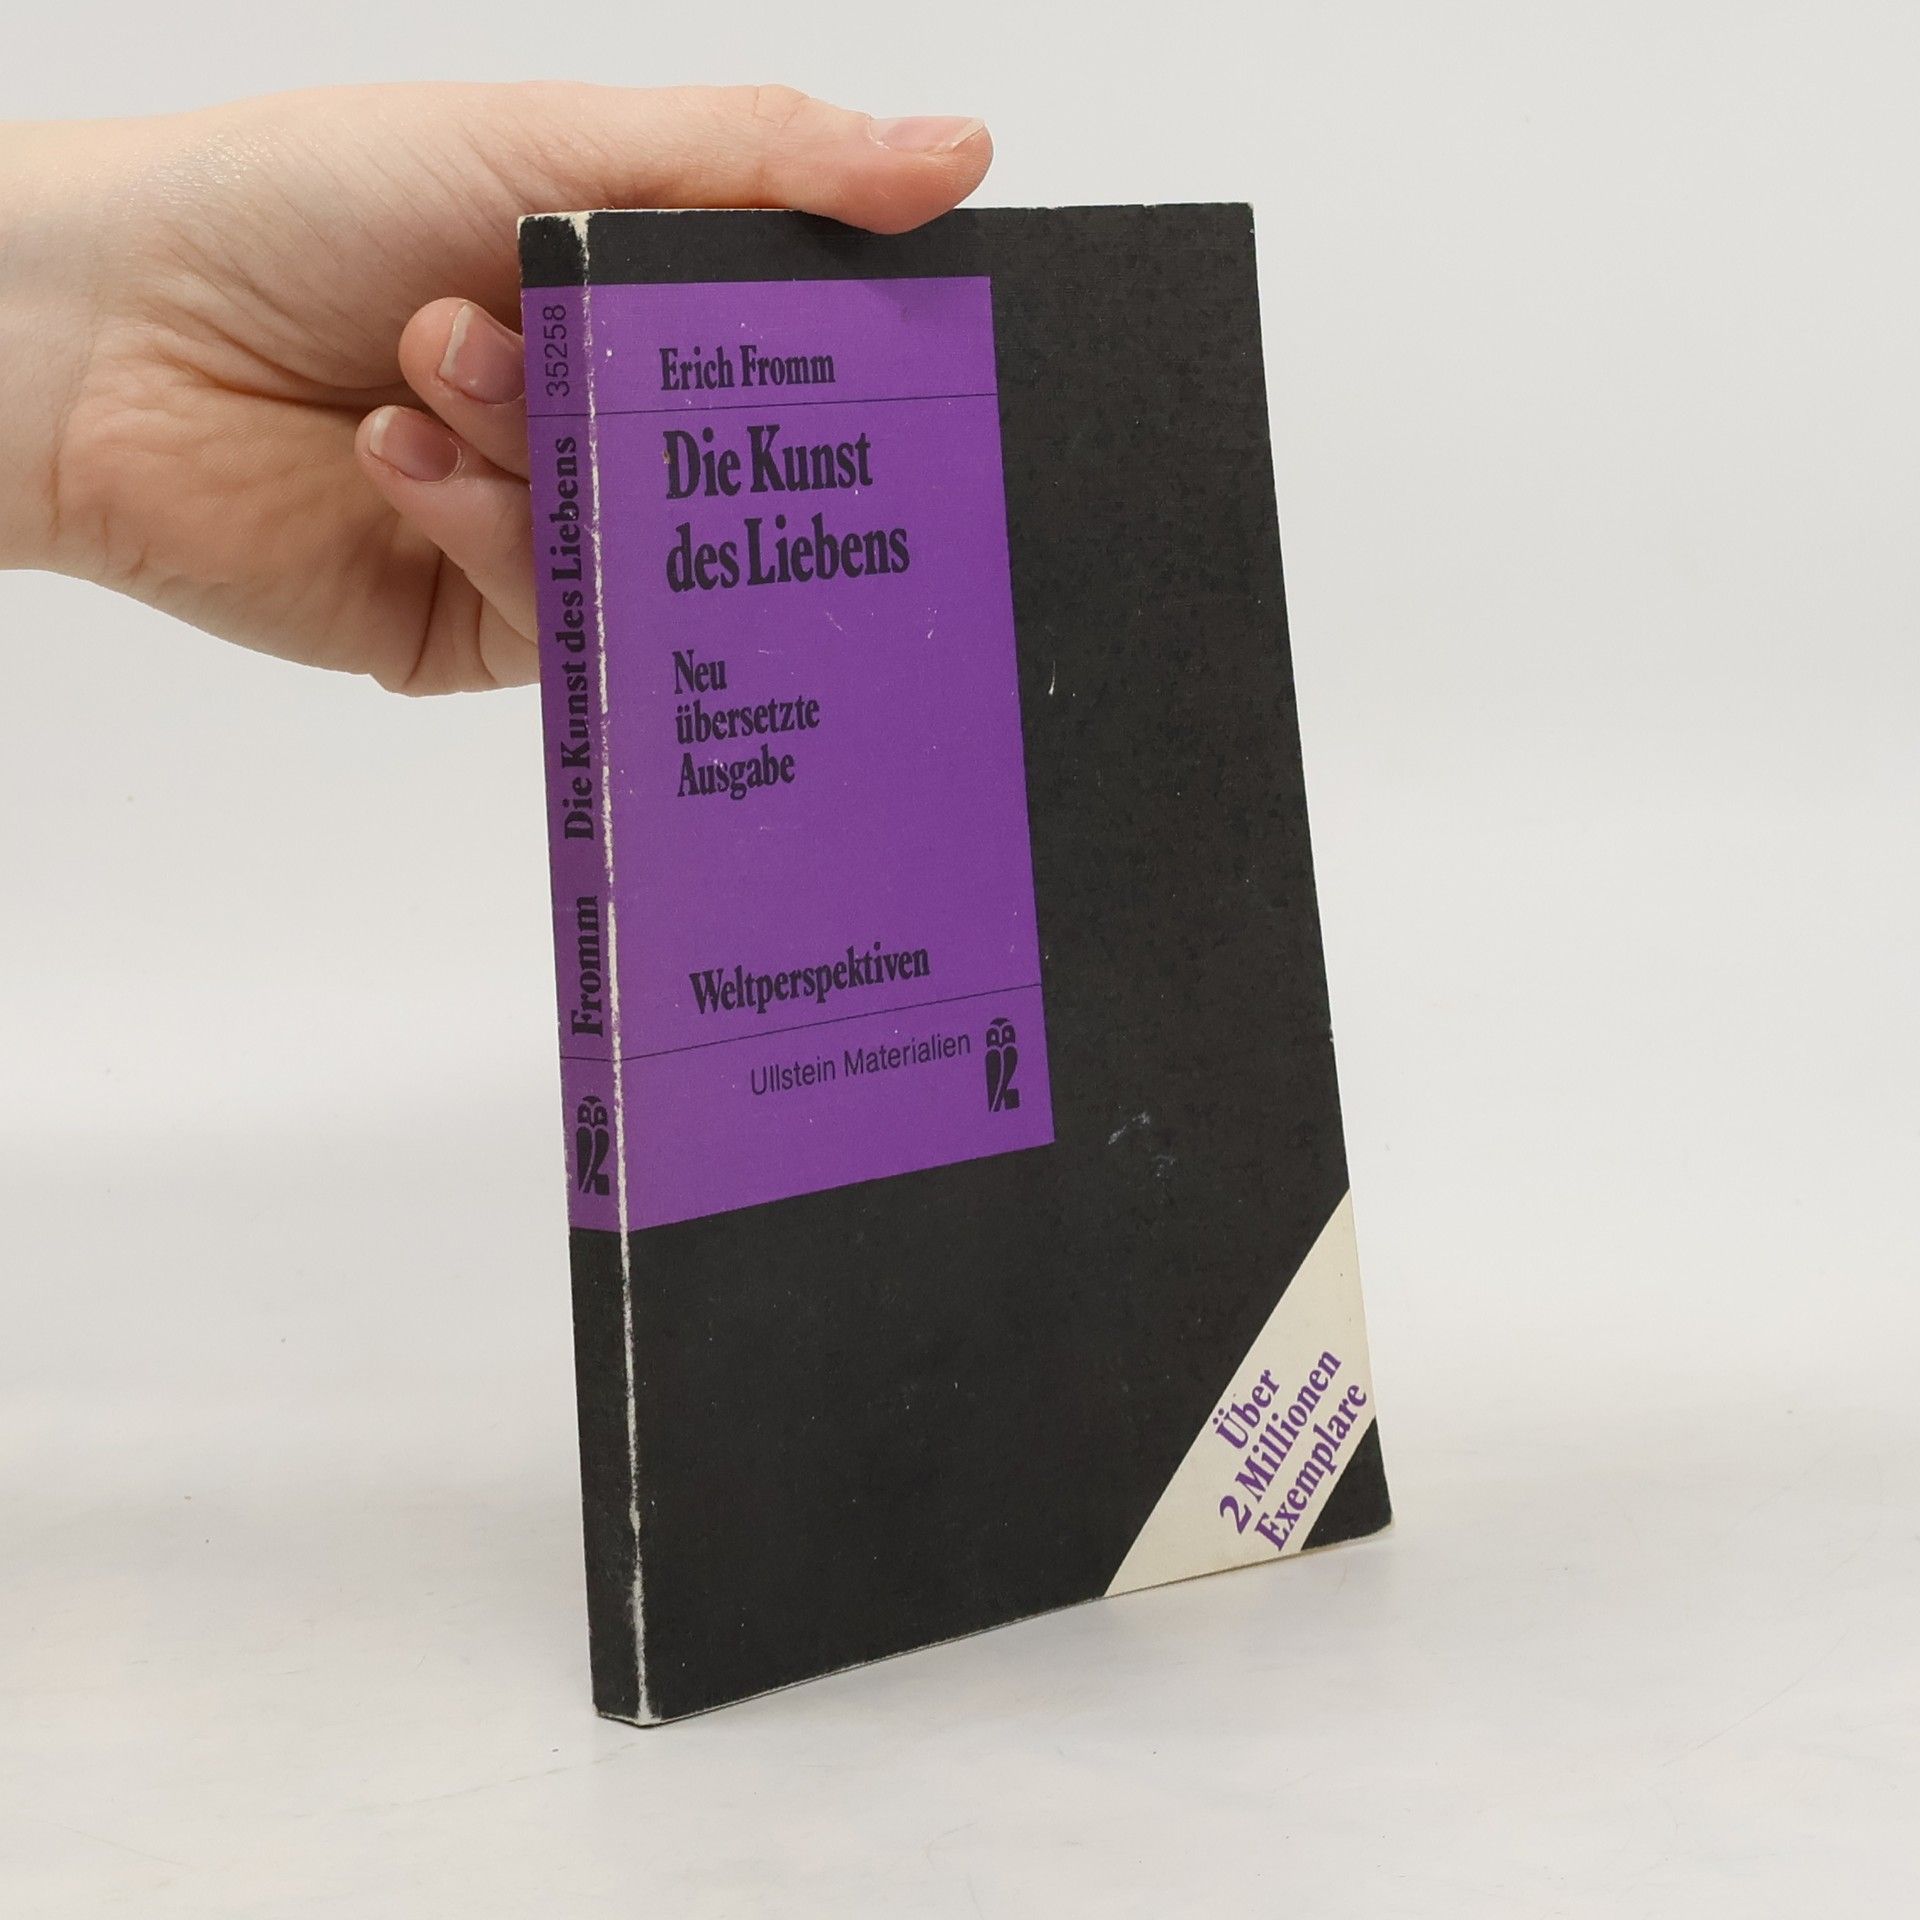 Erich Fromm
Die Kunst
des Liebens
Neu
übersetzte
Ausgabe
Weltperspektiven
Ullstein Materialien
Über
2 Millionen
Exemplare
Fromm Die Kunst des Liebens 35258